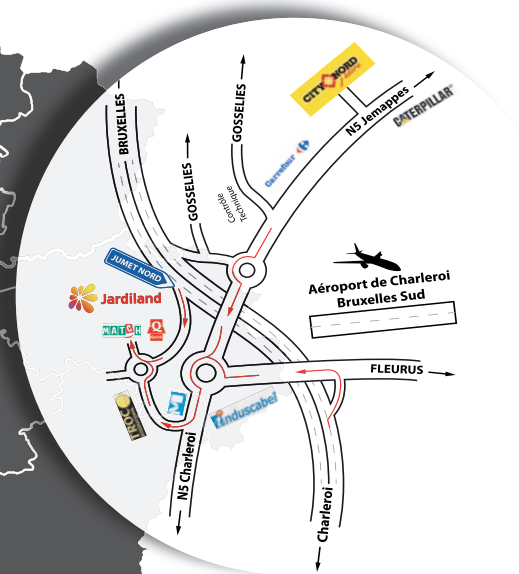 CITY NORD
N5 Jemappes
CATERPILLAR
BRUXELLES
GOSSELIES
Carrefour
GOSSELIES
Contrôle
Technique
JUMET NORD
Aéroport de Charleroi
Bruxelles Sud
Jardiland
MATCH
Q
FLEURUS
TROC
M
induscabel
N5 Charleroi
Charleroi